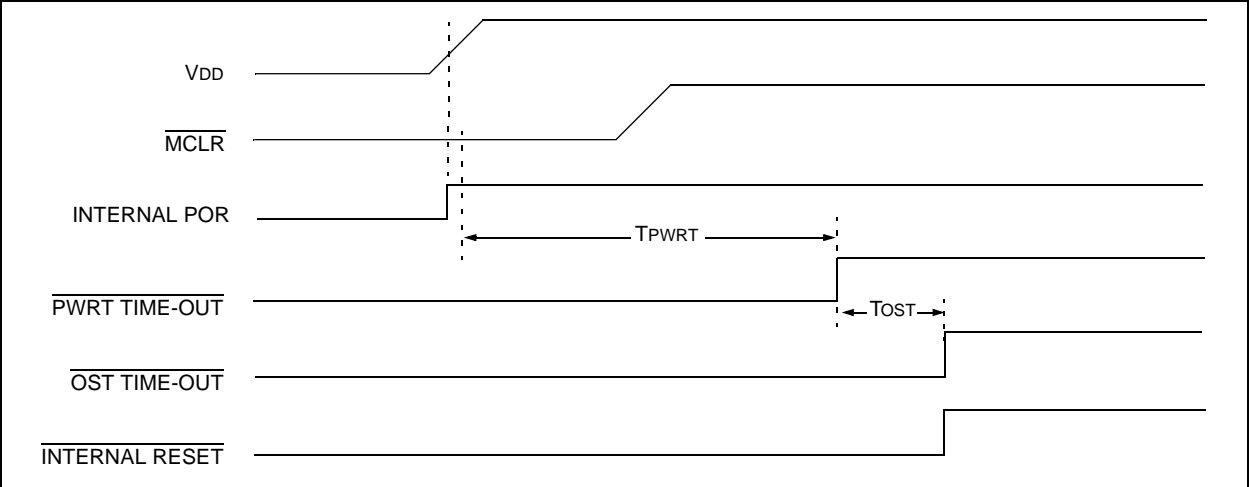 VDD
MCLR
INTERNAL POR
TPWRT
PWRT TIME-OUT
TOST
OST TIME-OUT
INTERNAL RESET